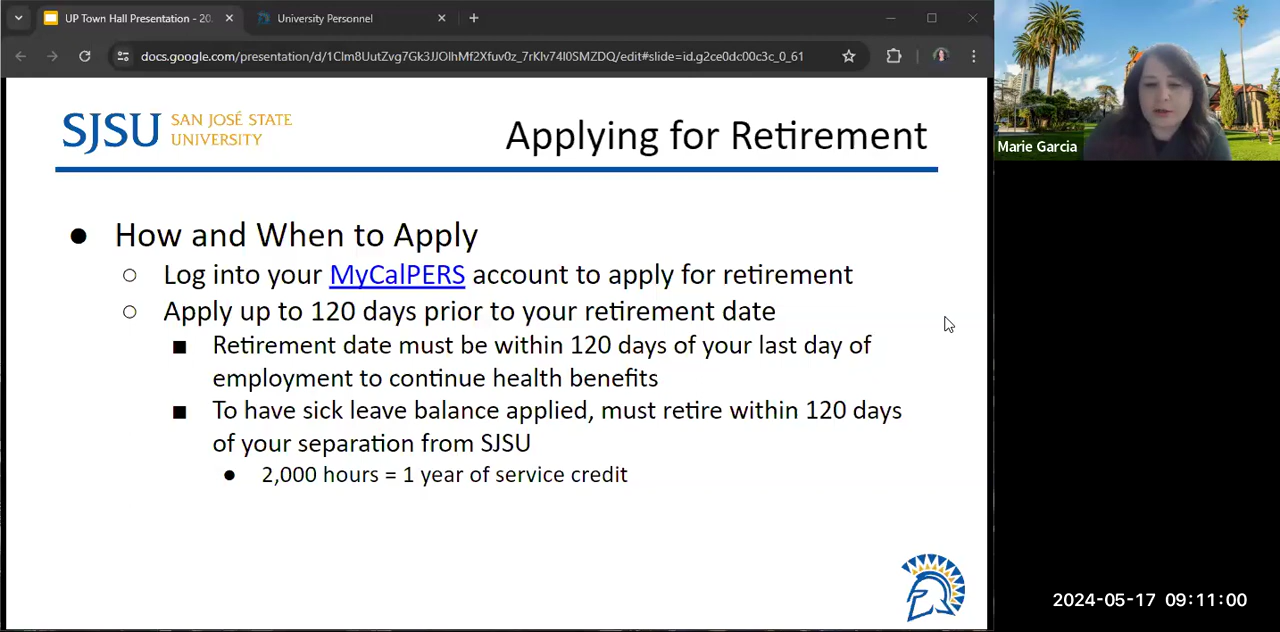 UP Town Hall Presentation - 20
University Personnel
docs.google.com/presentation/d/1Clm8UutZvg7Gk3JJOlhMf2Xfuv0z_7rKlv74l0SMZDQ/edit#slide=id.g2ce0dc00c3c_0_61
SJSU SAN JOSÉ STATE
UNIVERSITY
Applying for Retirement
Marie Garcia
● How and When to Apply
○ Log into your MyCalPERS account to apply for retirement
○ Apply up to 120 days prior to your retirement date
■ Retirement date must be within 120 days of your last day of
employment to continue health benefits
■ To have sick leave balance applied, must retire within 120 days
of your separation from SJSU
● 2,000 hours = 1 year of service credit
2024-05-17 09:11:00